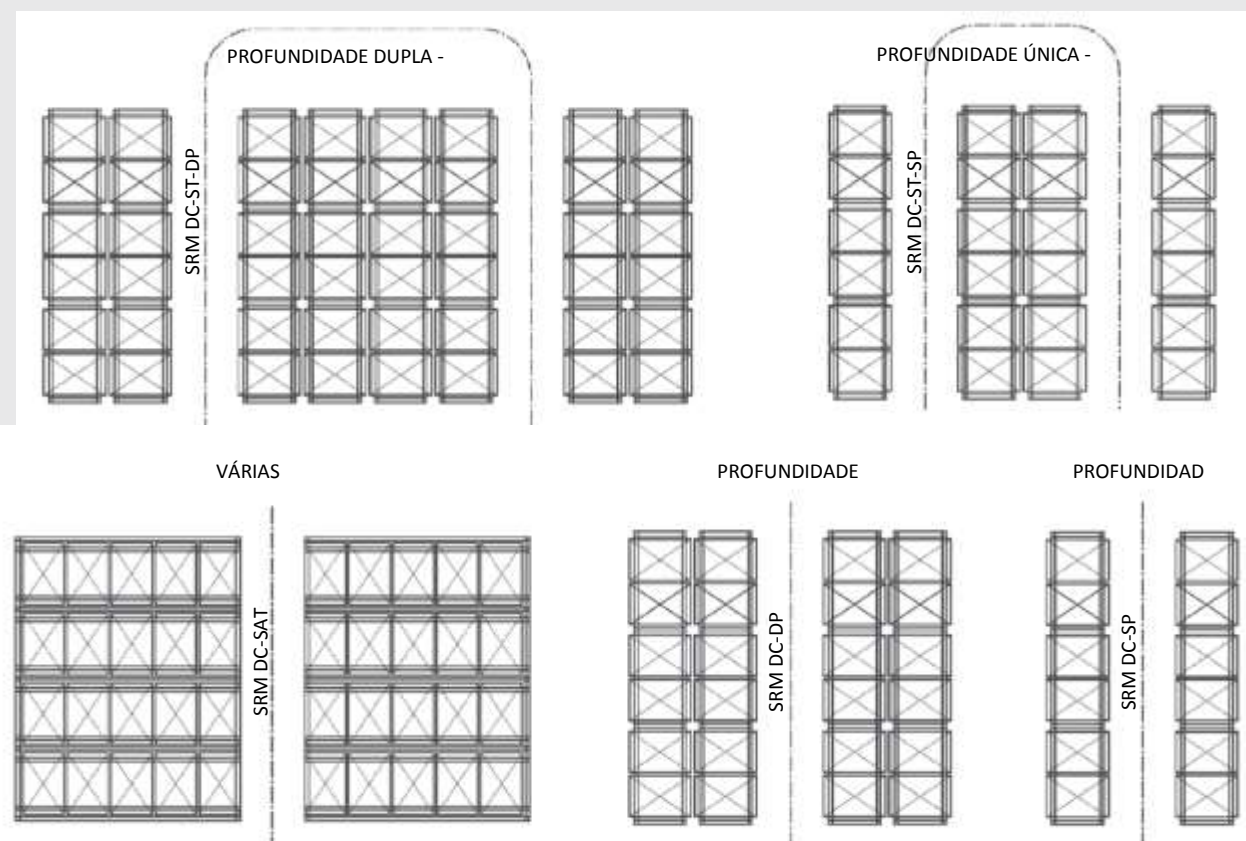 PROFUNDIDADE DUPLA -
SRM DC-ST-DP
PROFUNDIDADE ÚNICA -
SRM DC-ST-SP
VÁRIAS
SRM DC-SAT
PROFUNDIDADE
SRM DC-DP
PROFUNDIDAD
SRM DC-SP